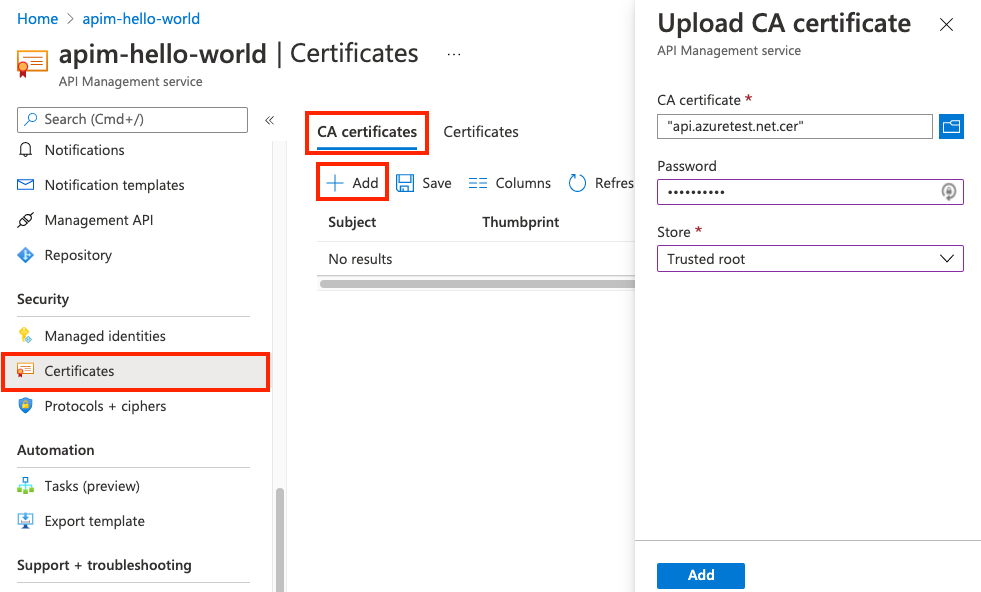 Home > apim-hello-world
apim-hello-world | Certificates ...
API Management service
Search (Cmd+/)
«
Notifications
Notification templates
Management API
Repository
Security
Managed identities
Certificates
Protocols + ciphers
Automation
Tasks (preview)
Export template
Support + troubleshooting
CA certificates Certificates
Add Save Columns Refres
Subject Thumbprint
No results
Upload CA certificate
API Management service
CA certificate *
"api.azuretest.net.cer"
Password
••••••••••
Store *
Trusted root
Add